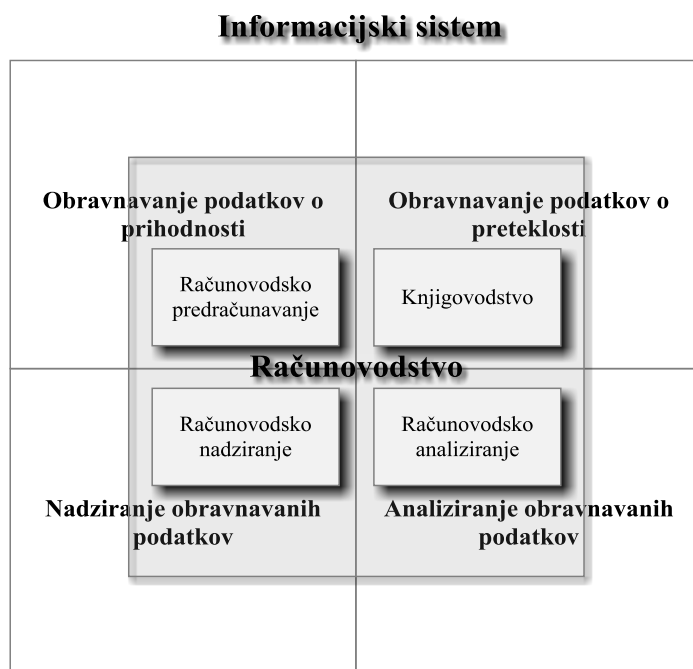 Informacijski sistem
Obravnavanje podatkov o
prihodnosti
Obravnavanje podatkov o
preteklosti
Računovodsko
predračunavanje
Knjigovodstvo
Računovodstvo
Računovodsko
nadziranje
Računovodsko
analiziranje
Nadziranje obravnavanih
podatkov
Analiziranje obravnavanih
podatkov